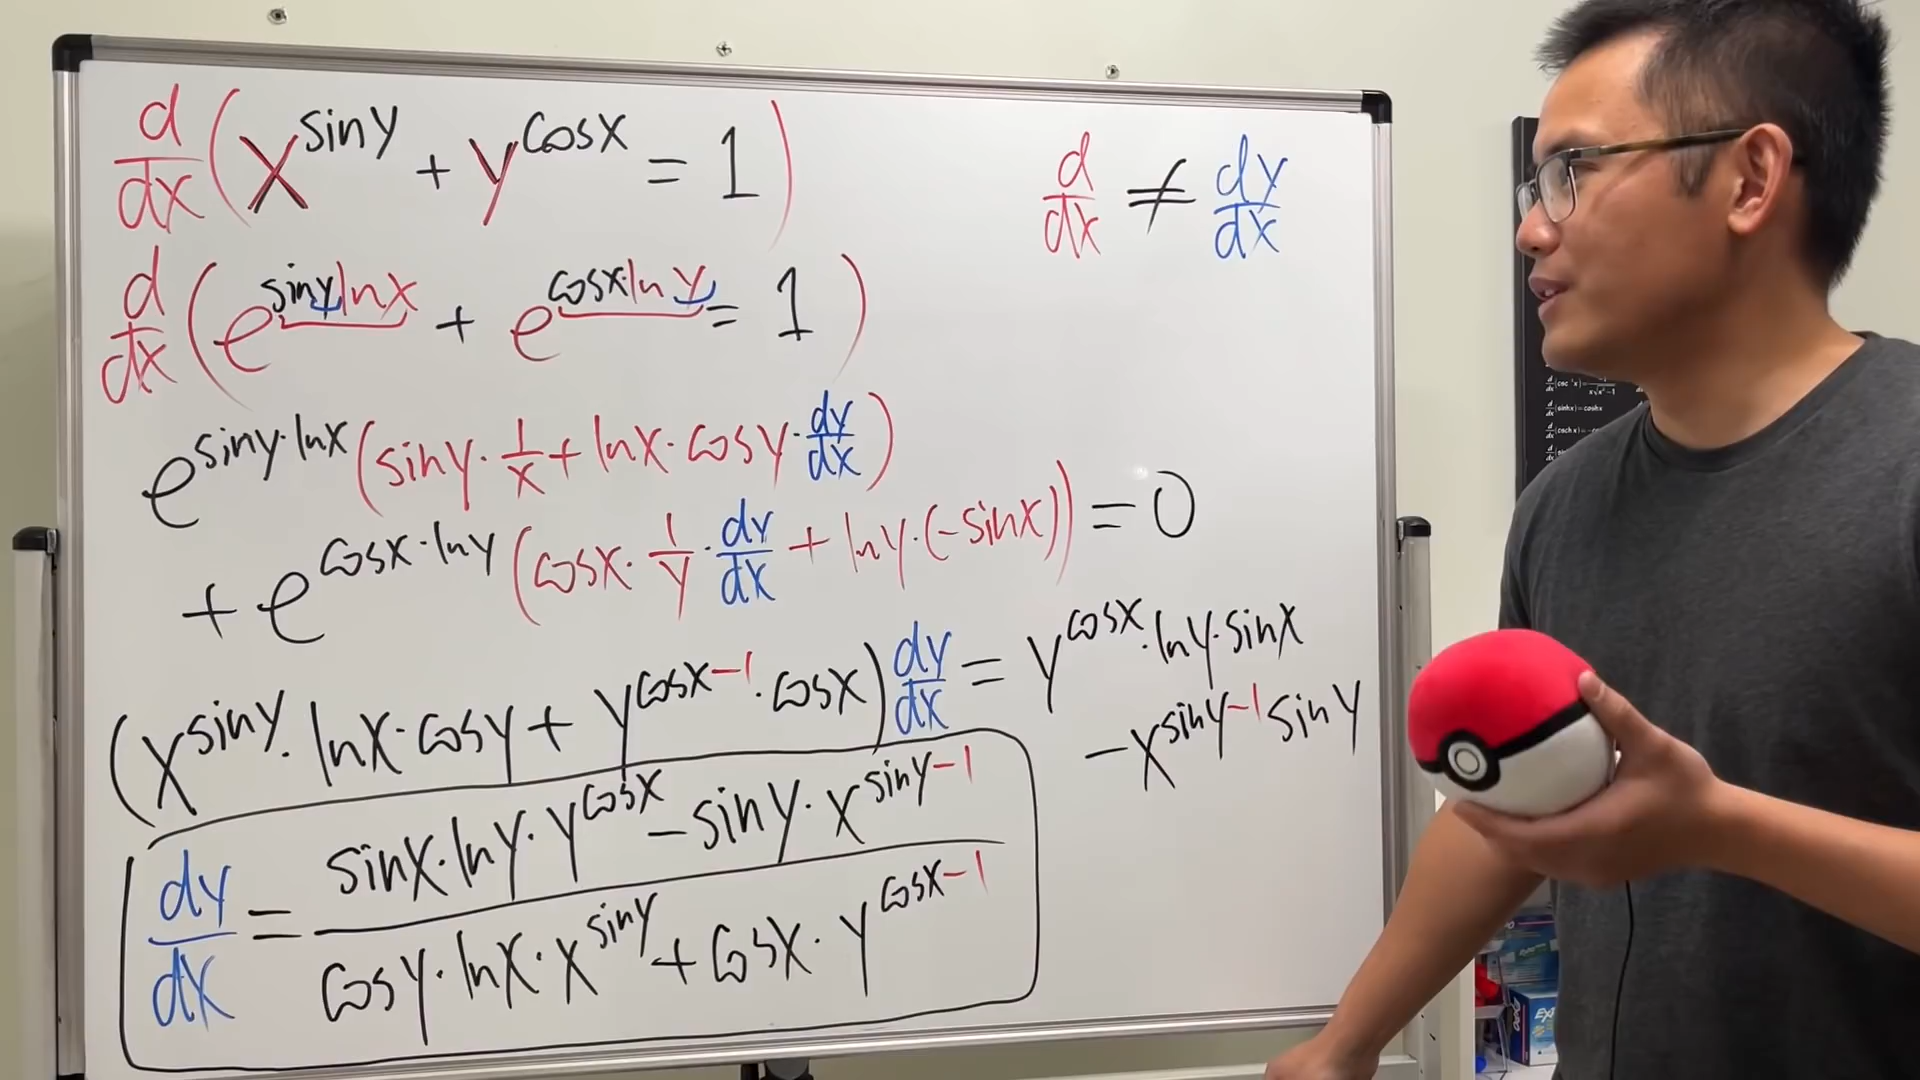 d/dx (x^siny + y^cosx = 1)
d/dx ≠ dy/dx
d/dx (e^siny lnx + e^cosx·lny = 1)
e^siny·lnx (siny·1/x + lnx·cosy·dy/dx)
+ e^cosx·lny (cosx·1/y·dy/dx + lny·(-sinx)) = 0
(x^siny·lnx·cosy + y^cosx-1·cosx) dy/dx = y^cosx·lny·sinx
-x^siny-1 siny
dy/dx = (sinx·lny·y^cosx - siny·x^siny-1)/(cosy·lnx·x^siny + cosx·y^cosx-1)